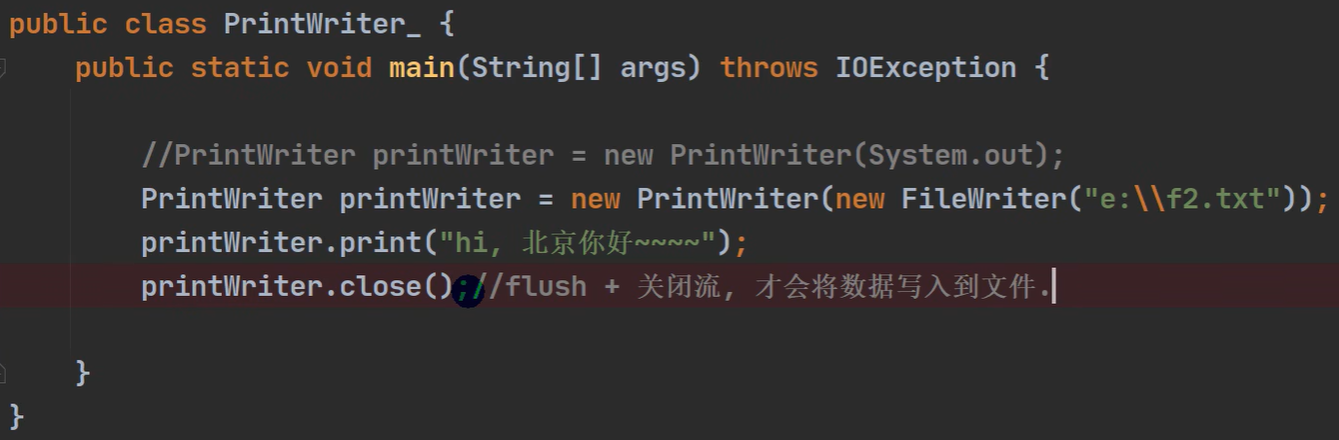 public class PrintWriter_ {
public static void main(String[] args) throws IOException {
//PrintWriter printWriter = new PrintWriter(System.out);
PrintWriter printWriter = new PrintWriter(new FileWriter("e:\\f2.txt"));
printWriter.print("hi, 北京你好~~~~");
printWriter.close();//flush + 关闭流, 才会将数据写入到文件.
}
}